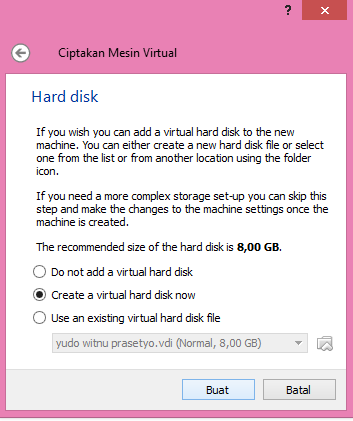 ?
Ciptakan Mesin Virtual
Hard disk
If you wish you can add a virtual hard disk to the new
machine. You can either create a new hard disk file or select
one from the list or from another location using the folder
icon.
If you need a more complex storage set-up you can skip this
step and make the changes to the machine settings once the
machine is created.
The recommended size of the hard disk is 8,00 GB.
Do not add a virtual hard disk
Create a virtual hard disk now
Use an existing virtual hard disk file
yudo witnu prasetyo.vdi (Normal, 8,00 GB)
Buat
Batal